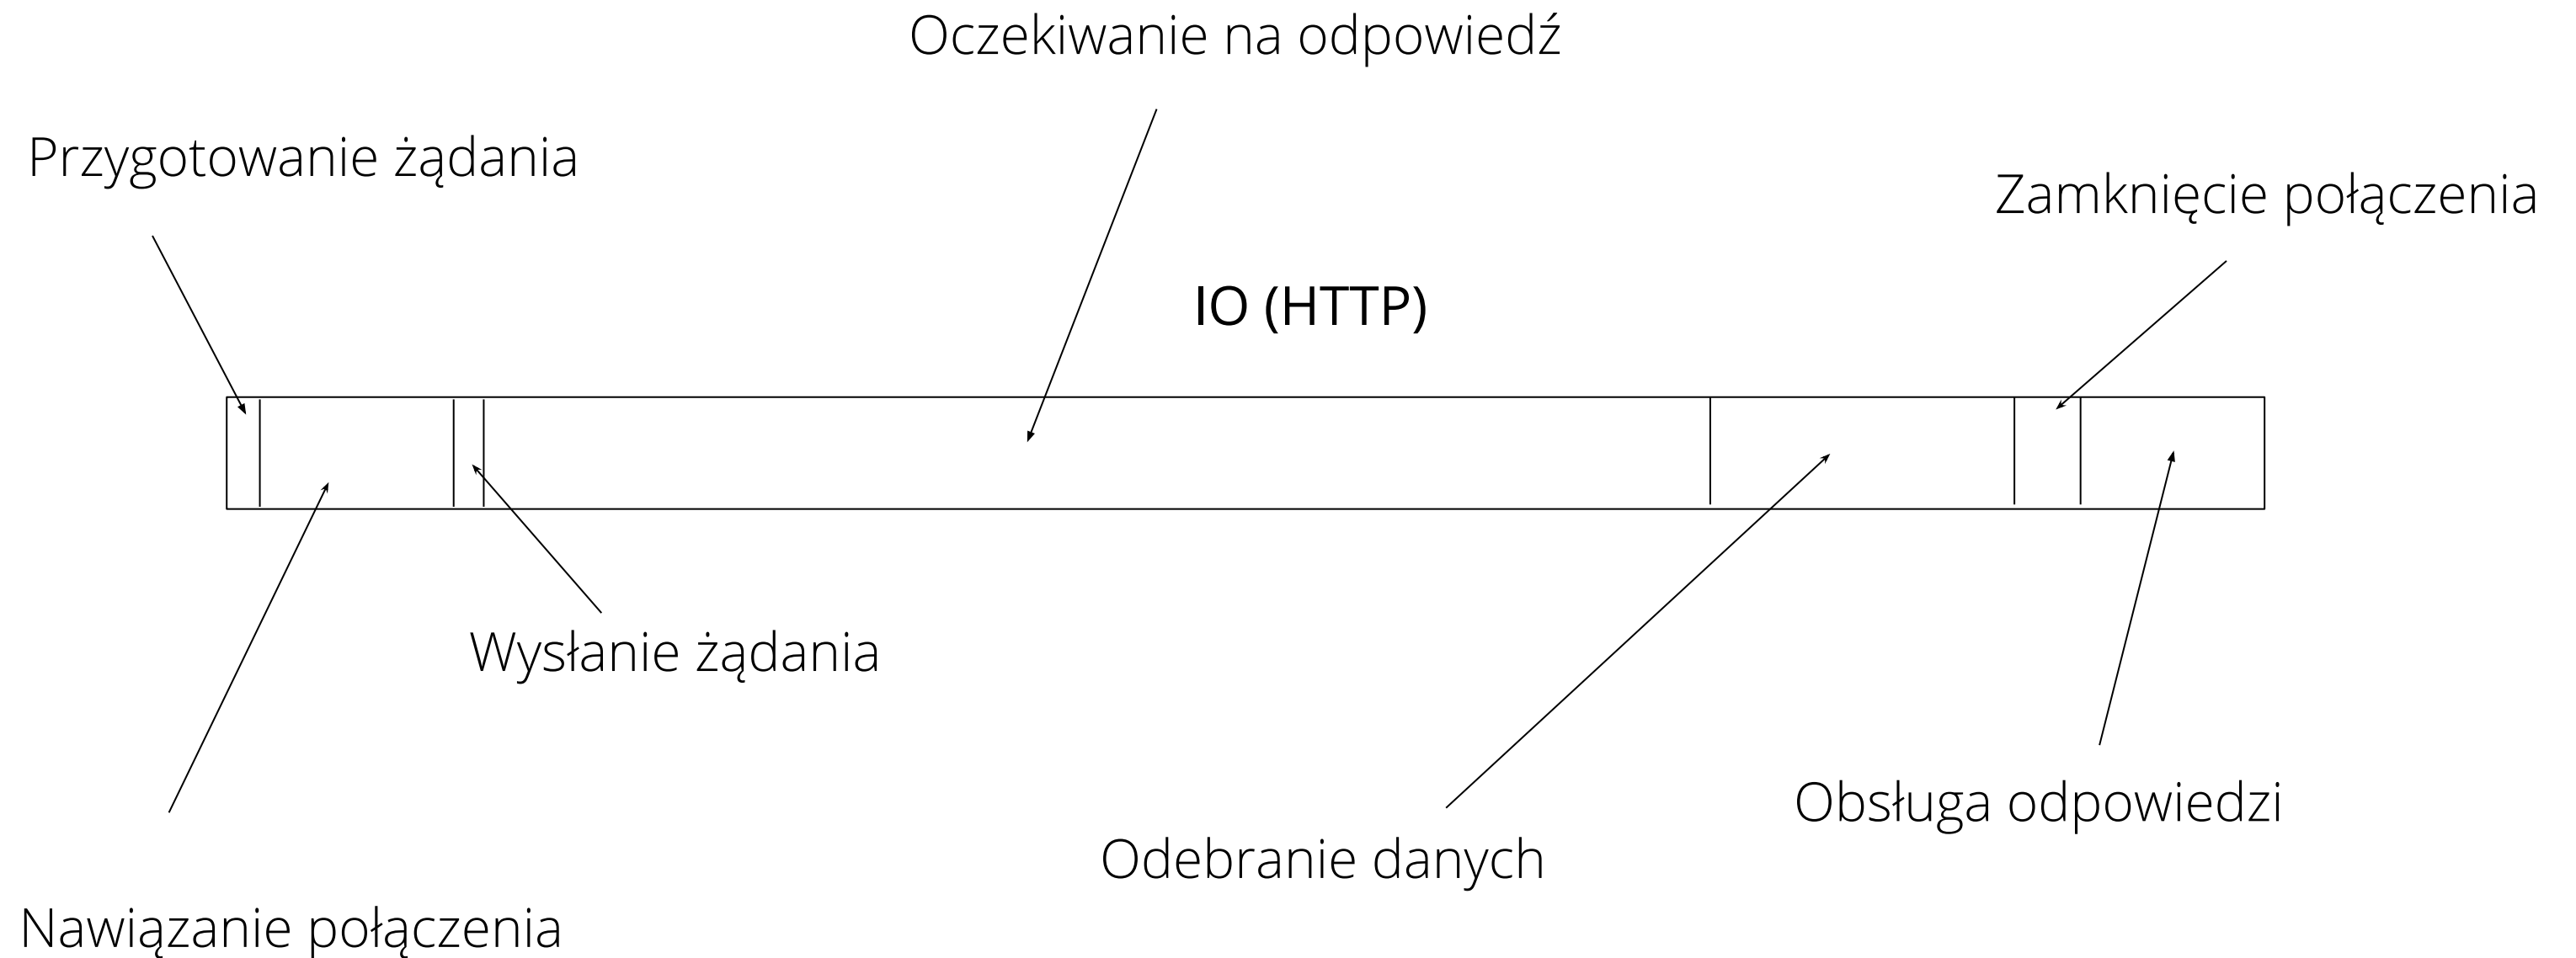 Oczekiwanie na odpowiedź
Przygotowanie żądania
Zamknięcie połączenia
IO (HTTP)
Wysłanie żądania
Obsługa odpowiedzi
Odebranie danych
Nawiązanie połączenia